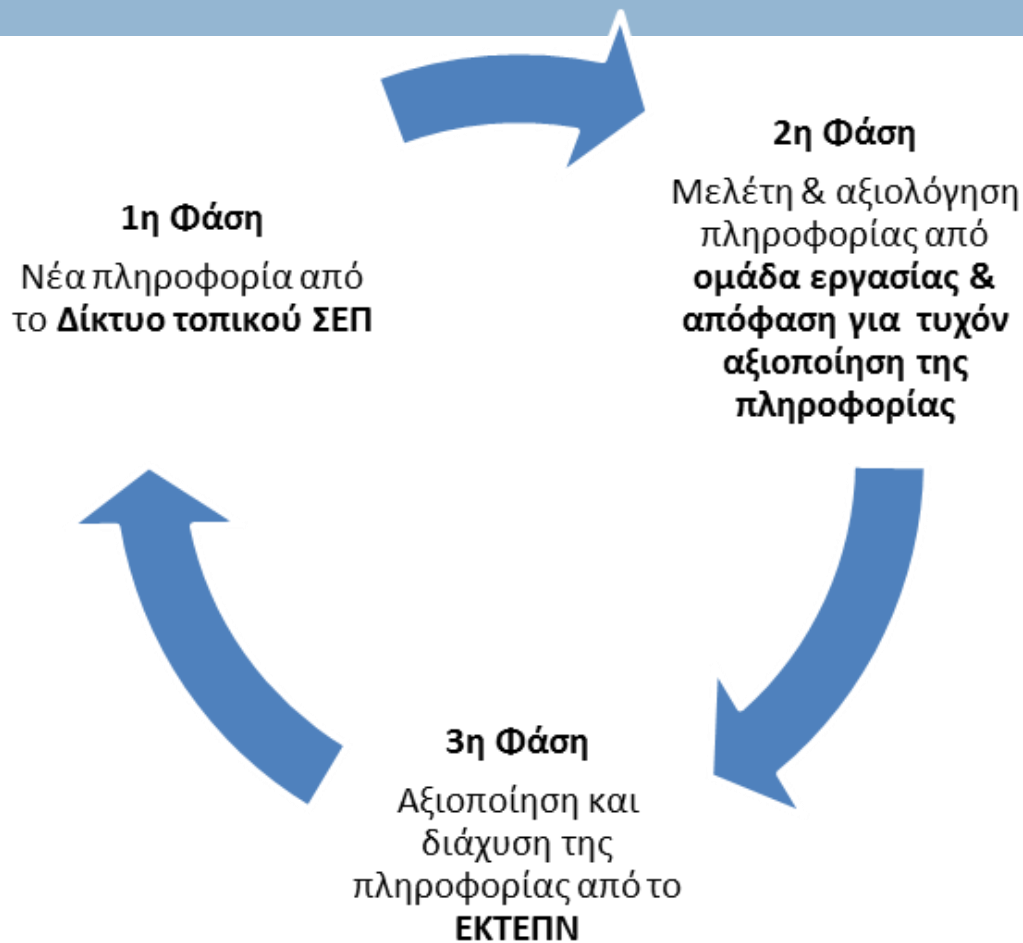 1η Φάση
Νέα πληροφορία από
το Δίκτυο τοπικού ΣΕΠ
2η Φάση
Μελέτη & αξιολόγηση
πληροφορίας από
ομάδα εργασίας &
απόφαση για τυχόν
αξιοποίηση της
πληροφορίας
3η Φάση
Αξιοποίηση και
διάχυση της
πληροφορίας από το
ΕΚΤΕΠΝ